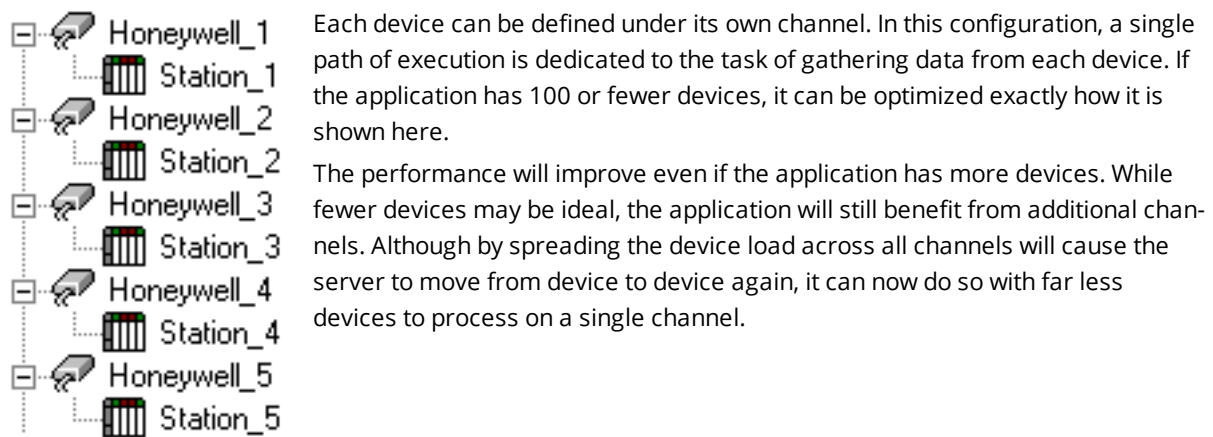 Honeywell_1
Station_1
Honeywell_2
Station_2
Honeywell_3
Station_3
Honeywell_4
Station_4
Honeywell_5
Station_5
Each device can be defined under its own channel. In this configuration, a single
path of execution is dedicated to the task of gathering data from each device. If
the application has 100 or fewer devices, it can be optimized exactly how it is
shown here.
The performance will improve even if the application has more devices. While
fewer devices may be ideal, the application will still benefit from additional chan-
nels. Although by spreading the device load across all channels will cause the
server to move from device to device again, it can now do so with far less
devices to process on a single channel.